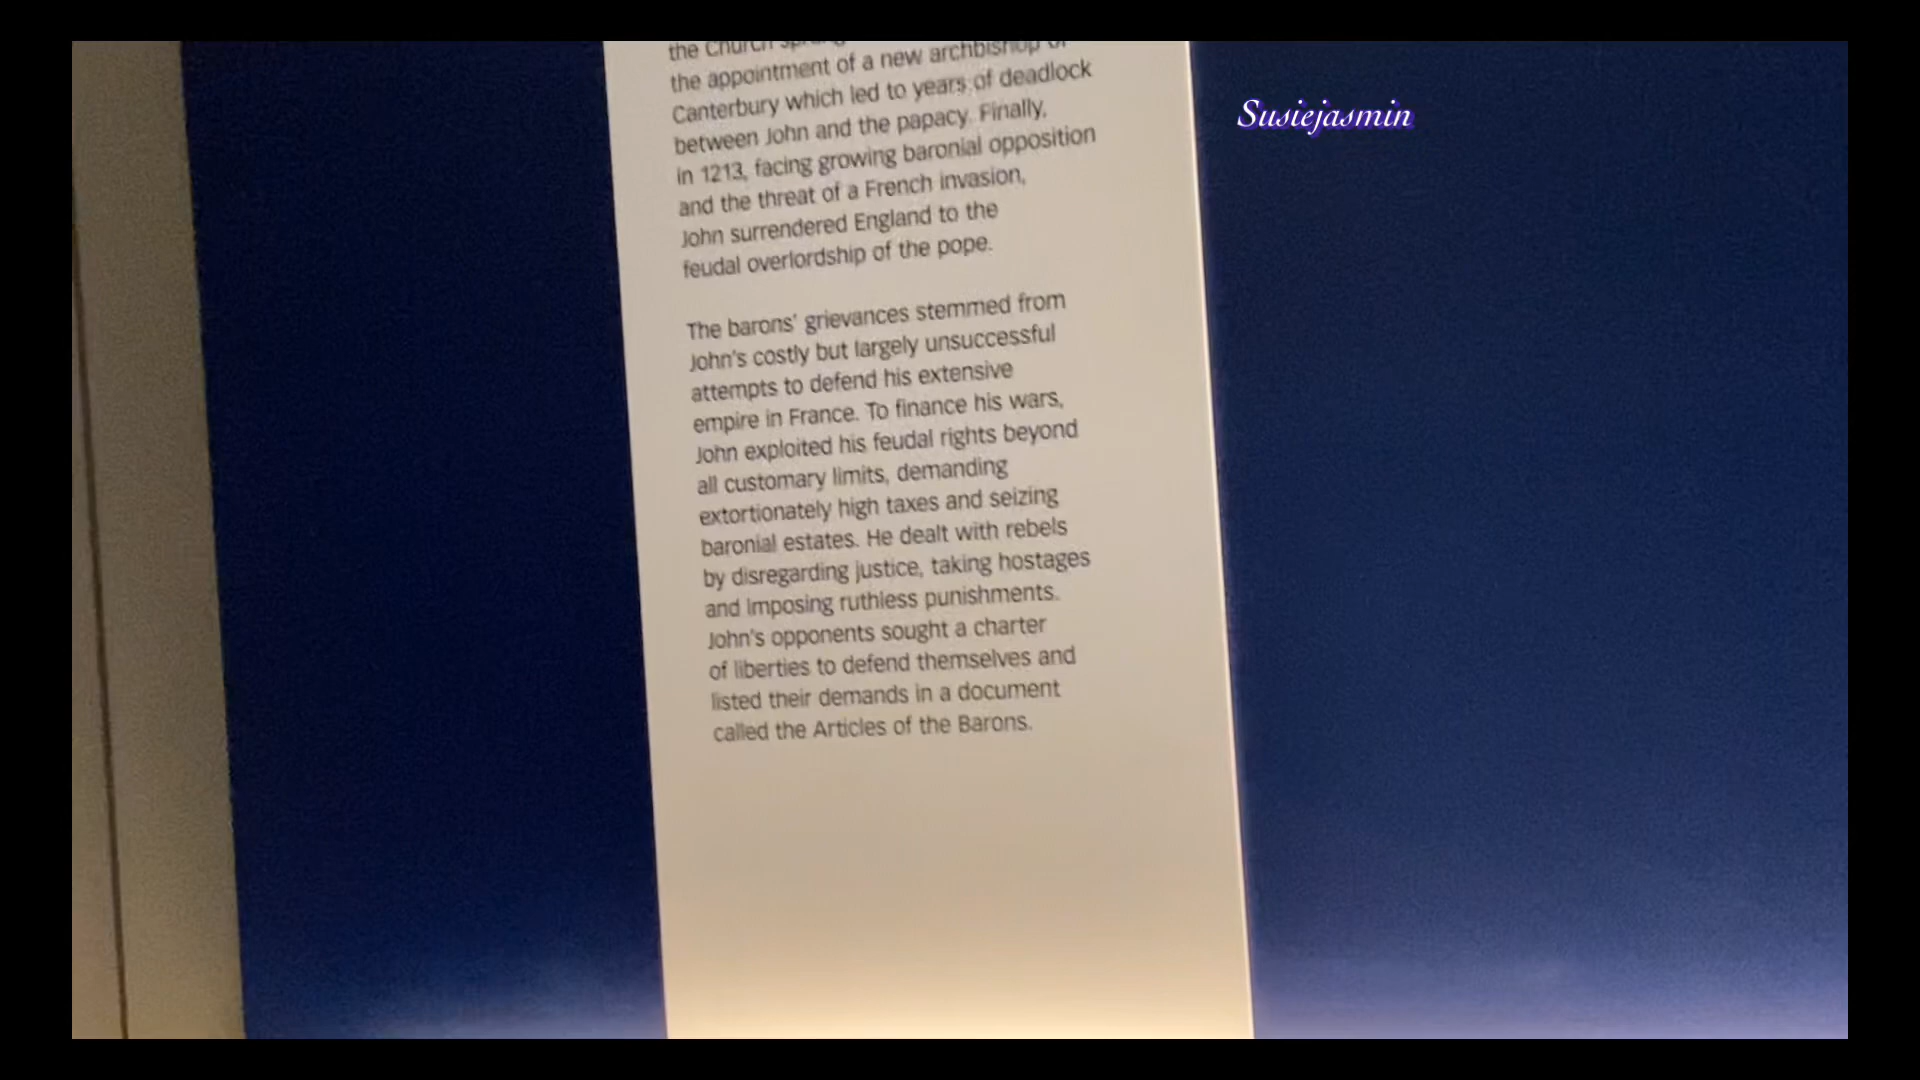 the Church
the appointment of a new archbishop of
Canterbury which led to years of deadlock
between John and the papacy. Finally,
in 1213, facing growing baronial opposition
and the threat of a French invasion,
John surrendered England to the
feudal overlordship of the pope.
The barons' grievances stemmed from
John's costly but largely unsuccessful
attempts to defend his extensive
empire in France. To finance his wars,
John exploited his feudal rights beyond
all customary limits, demanding
extortionately high taxes and seizing
baronial estates. He dealt with rebels
by disregarding justice, taking hostages
and imposing ruthless punishments.
John's opponents sought a charter
of liberties to defend themselves and
listed their demands in a document
called the Articles of the Barons.
Susiejasmin